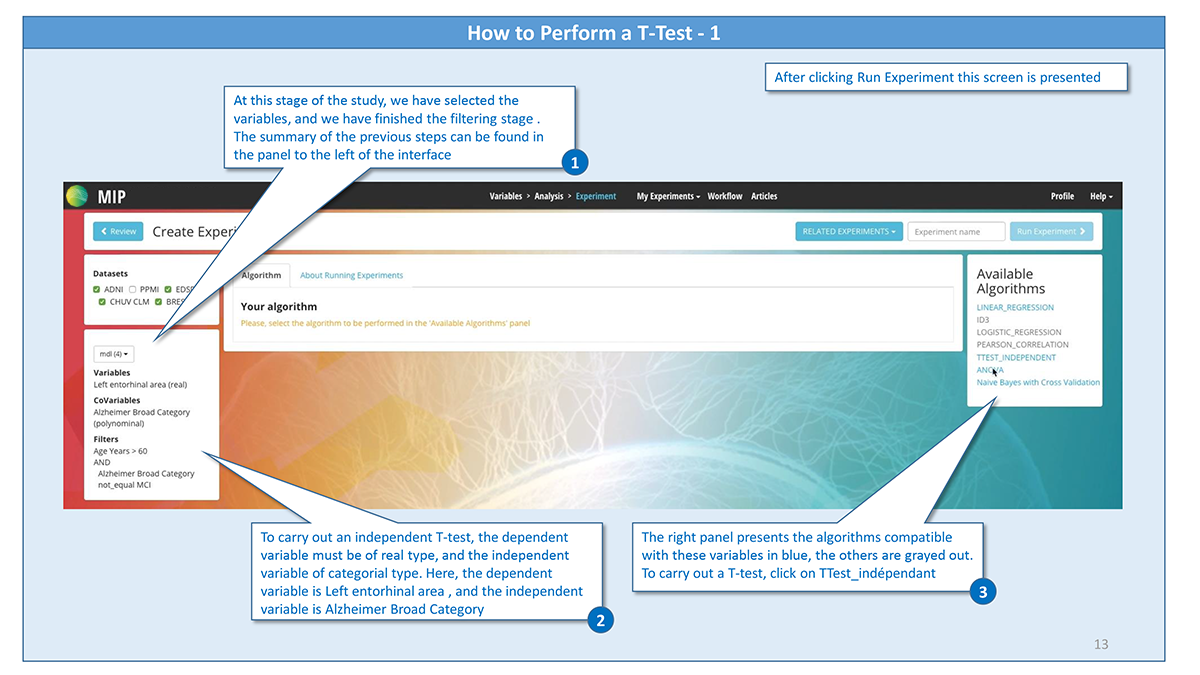 How to Perform a T-Test - 1
After clicking Run Experiment this screen is presented
At this stage of the study, we have selected the
variables, and we have finished the filtering stage .
The summary of the previous steps can be found in
the panel to the left of the interface
1
MIP
Variables > Analysis > Experiment My Experiments Workflow Articles Profile Help
Review Create
RELATED EXPERIMENTS Experiment name Run Experiment
Datasets
ADNI PPMI
CHUV CLM
mdl (4)
Variables
Left entorhinal area (real)
CoVariables
Alzheimer Broad Category
(polynominal)
Filters
Age Years > 60
AND
Alzheimer Broad Category
not_equal MCI
Algorithm About Running Experiments
Your algorithm
Please, select the algorithm to be performed in the 'Available Algorithms' panel
Available
Algorithms
LINEAR_REGRESSION
ID3
LOGISTIC_REGRESSION
PEARSON_CORRELATION
TTEST_INDEPENDENT
ANOVA
Naive Bayes with Cross Validation
To carry out an independent T-test, the dependent
variable must be of real type, and the independent
variable of categorial type. Here, the dependent
variable is Left entorhinal area , and the independent
variable is Alzheimer Broad Category
2
The right panel presents the algorithms compatible
with these variables in blue, the others are grayed out.
To carry out a T-test, click on TTest_indépendant
3
13